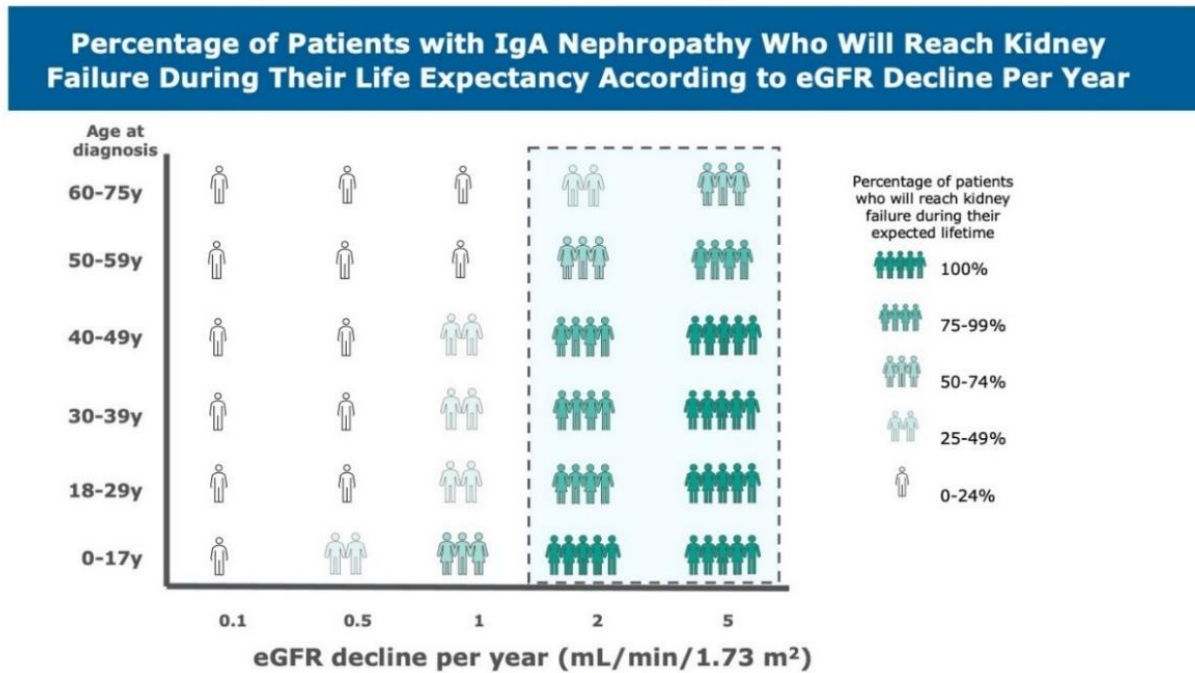 Percentage of Patients with IgA Nephropathy Who Will Reach Kidney
Failure During Their Life Expectancy According to eGFR Decline Per Year
Age at
diagnosis
60-75y
50-59y
40-49y
30-39y
18-29y
0-17y
0.1
0.5
1
2
5
eGFR decline per year (mL/min/1.73 m²)
Percentage of patients
who will reach kidney
failure during their
expected lifetime
100%
75-99%
50-74%
25-49%
0-24%